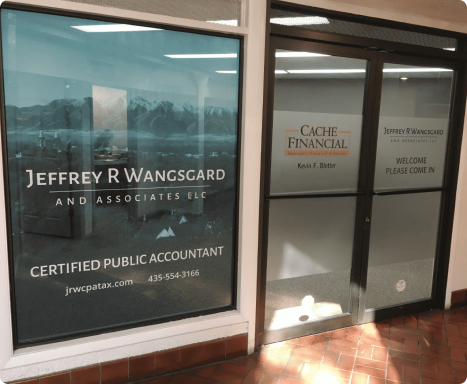 JEFFREY R WANGSGARD
AND ASSOCIATES LLC
CERTIFIED PUBLIC ACCOUNTANT
jrwcpatax.com 435-554-3166
CACHE
FINANCIAL
Kevin F. Blotter
JEFFREY R WANGSGARD
AND ASSOCIATES LLC
WELCOME
PLEASE COME IN